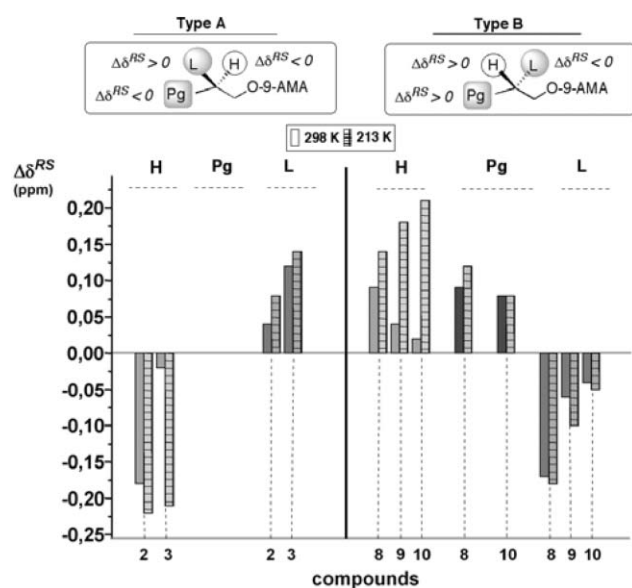 Type A Type B
Δδ^RS > 0 L H Δδ^RS < 0
Δδ^RS < 0 Pg O-9-AMA
Δδ^RS > 0 H L Δδ^RS < 0
Δδ^RS > 0 Pg O-9-AMA
298 K 213 K
Δδ^RS
(ppm)
H Pg L H Pg L
0,20
0,15
0,10
0,05
0,00
-0,05
-0,10
-0,15
-0,20
-0,25
2 3 2 3 8 9 10 8 10 8 9 10
compounds